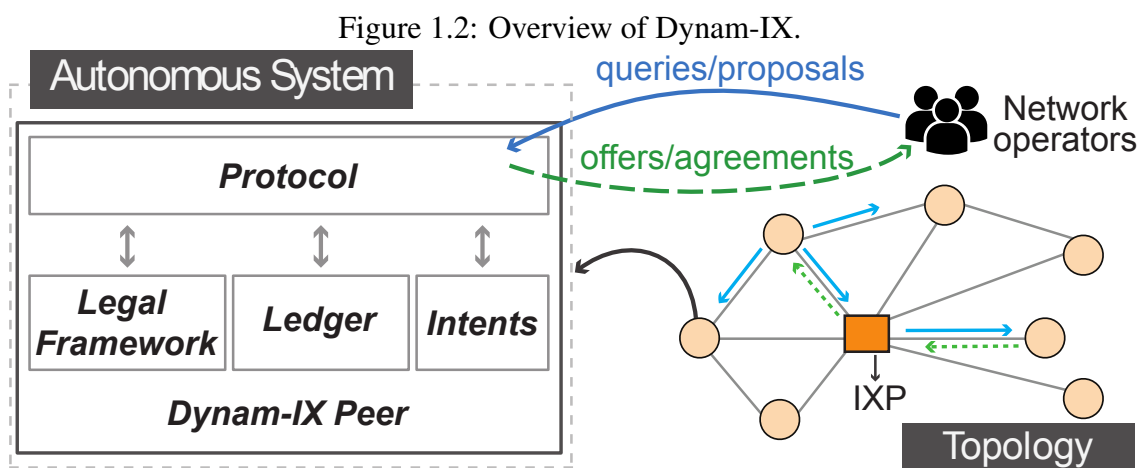 Figure 1.2: Overview of Dynam-IX.
Autonomous System
queries/proposals
Network
operators
offers/agreements
Protocol
Legal
Framework
Ledger
Intents
Dynam-IX Peer
IXP
Topology